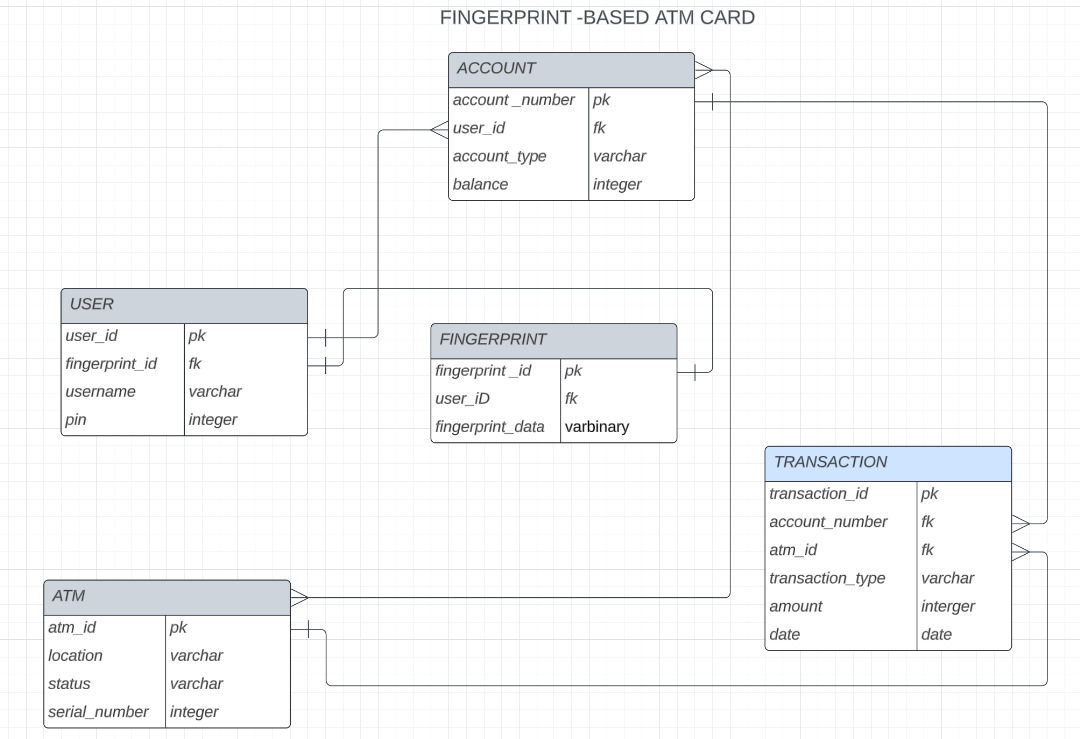 FINGERPRINT -BASED ATM CARD
ACCOUNT
account _number pk
user_id fk
account_type varchar
balance integer
USER
user_id pk
fingerprint_id fk
username varchar
pin integer
FINGERPRINT
fingerprint _id pk
user_iD fk
fingerprint_data varbinary
TRANSACTION
transaction_id pk
account_number fk
atm_id fk
transaction_type varchar
amount interger
date date
ATM
atm_id pk
location varchar
status varchar
serial_number integer